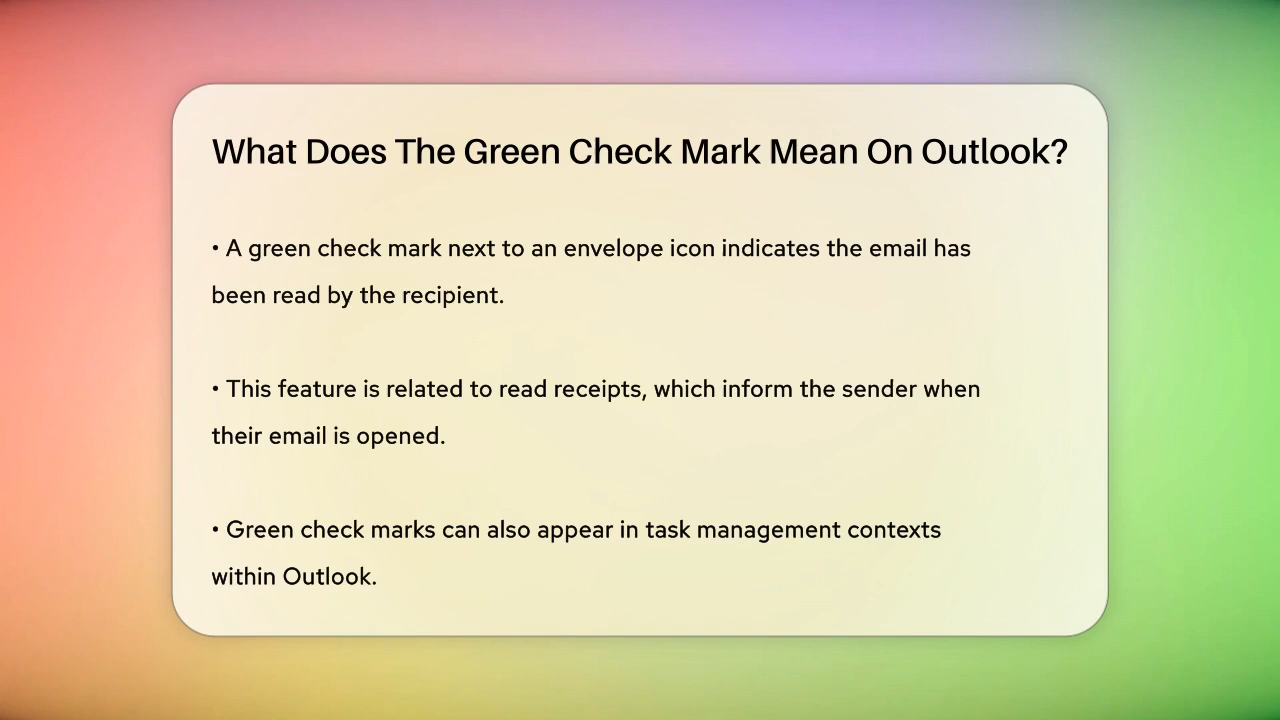 What Does The Green Check Mark Mean On Outlook?
• A green check mark next to an envelope icon indicates the email has
been read by the recipient.
• This feature is related to read receipts, which inform the sender when
their email is opened.
• Green check marks can also appear in task management contexts
within Outlook.